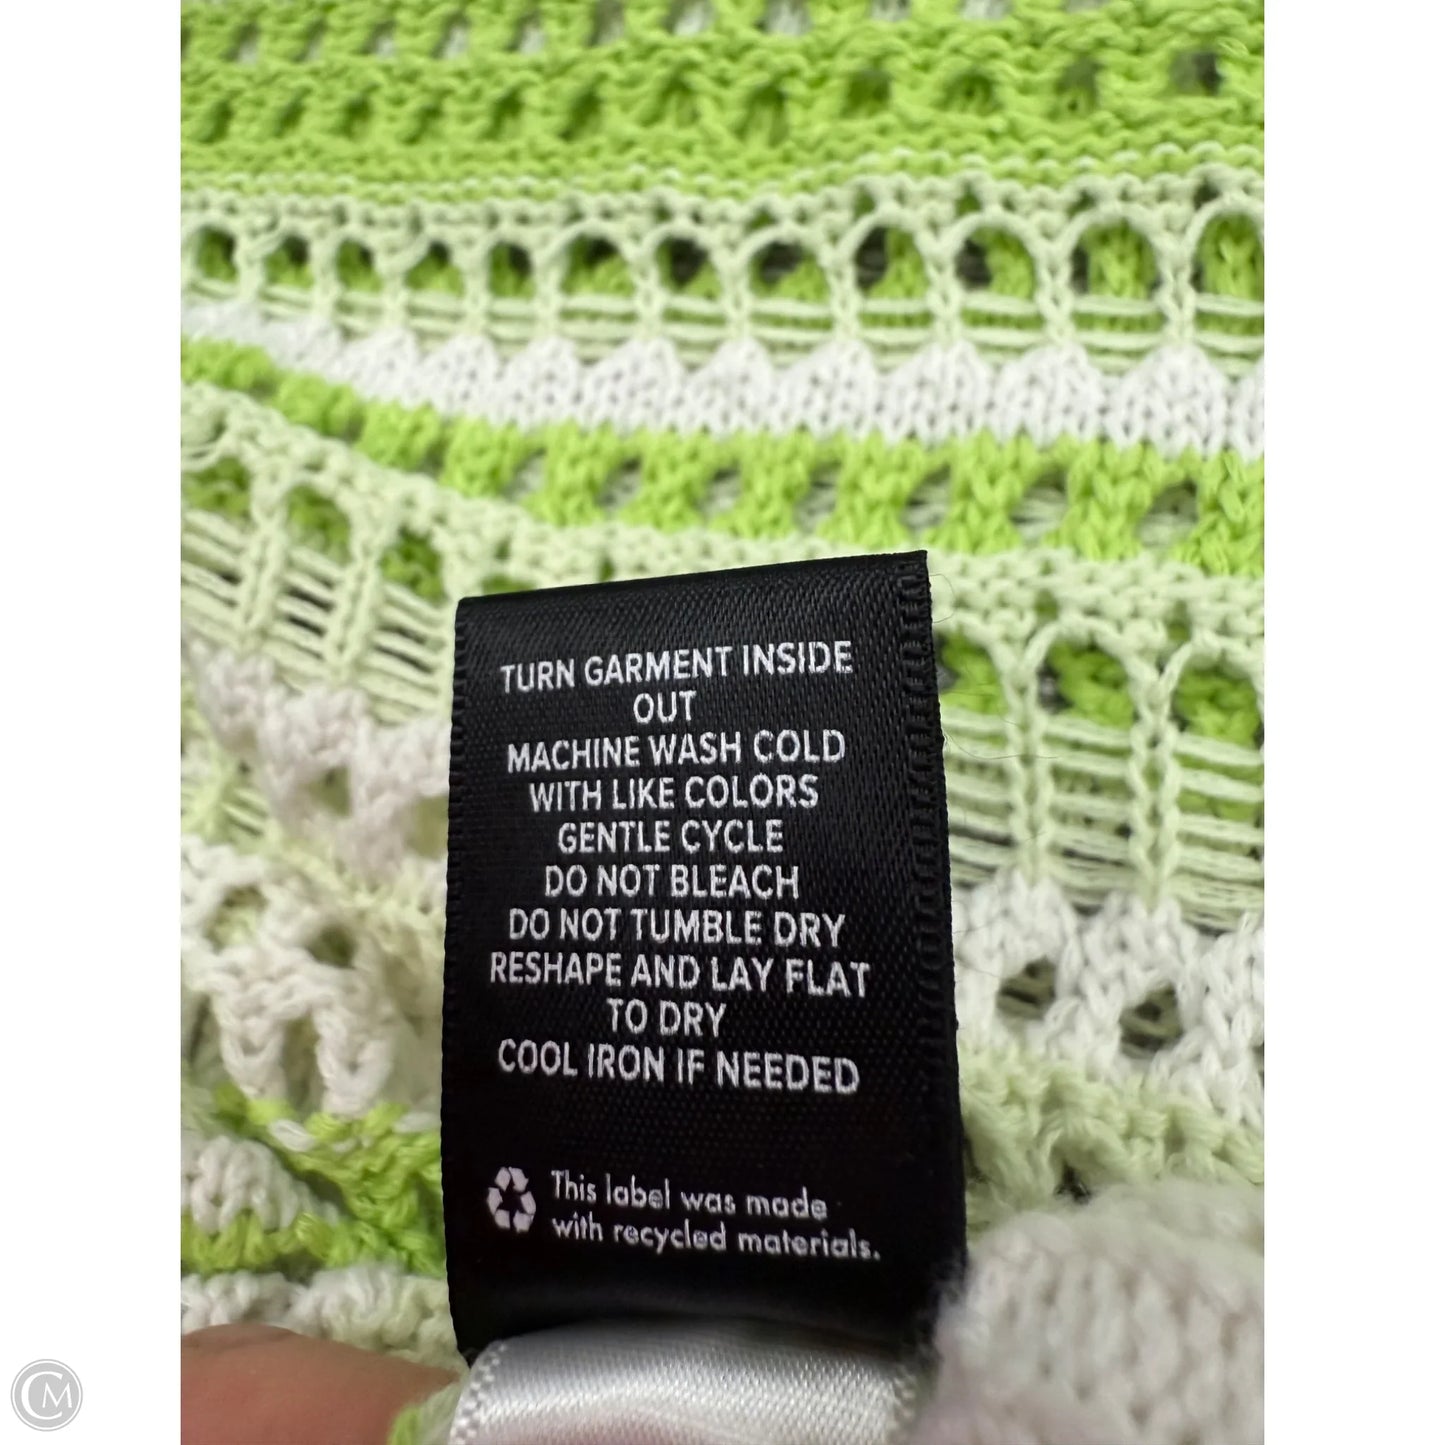 TURN GARMENT INSIDE
OUT
MACHINE WASH COLD
WITH LIKE COLORS
GENTLE CYCLE
DO NOT BLEACH
DO NOT TUMBLE DRY
RESHAPE AND LAY FLAT
TO DRY
COOL IRON IF NEEDED
This label was made
with recycled materials.
CM